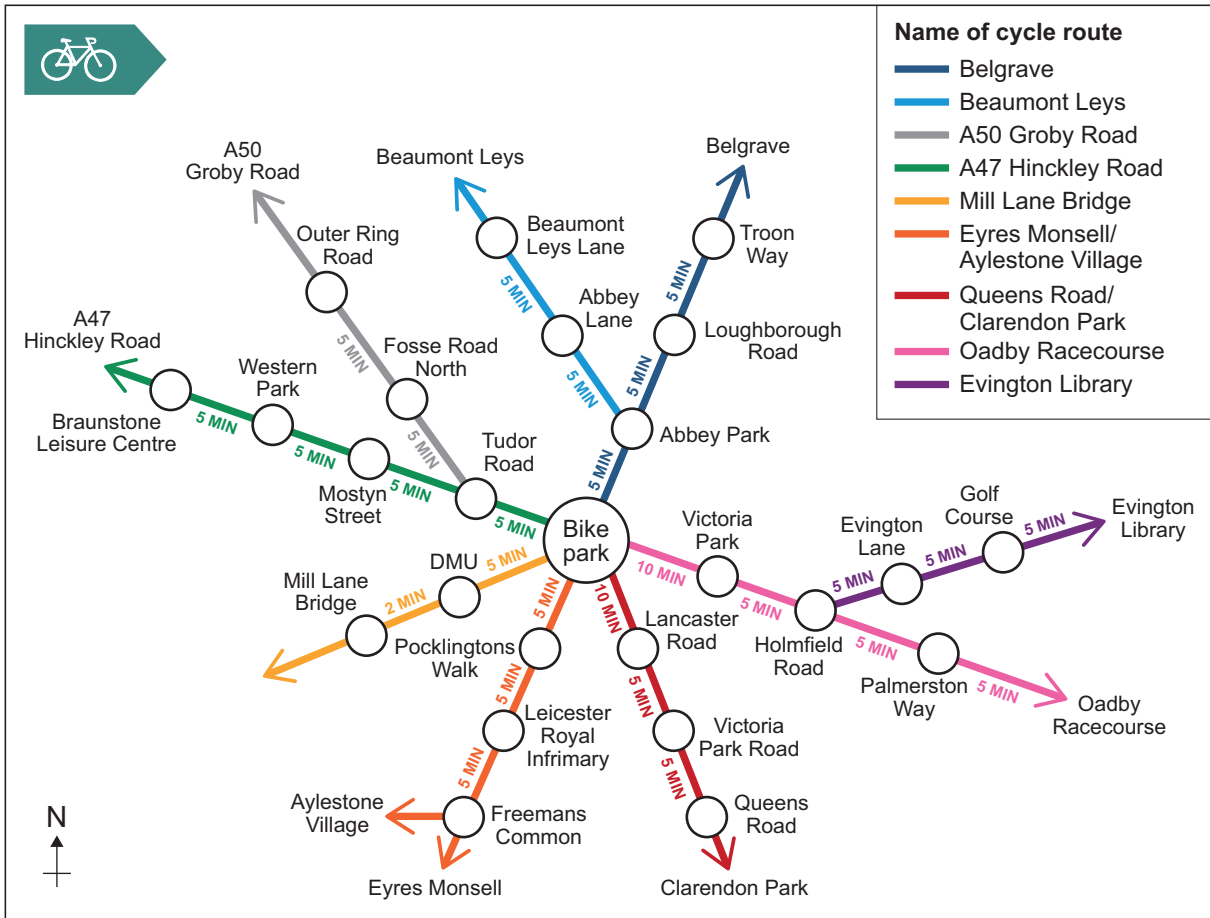 Name of cycle route
Belgrave
Beaumont Leys
A50 Groby Road
A47 Hinckley Road
Mill Lane Bridge
Eyres Monsell/
Aylestone Village
Queens Road/
Clarendon Park
Oadby Racecourse
Evington Library
A50
Groby Road
Outer Ring
Road
5 MIN
Fosse Road
North
5 MIN
Beaumont Leys
Beaumont
Leys Lane
5 MIN
Abbey
Lane
5 MIN
Belgrave
Troon
Way
5 MIN
Loughborough
Road
5 MIN
Abbey Park
5 MIN
A47
Hinckley Road
Braunstone
Leisure Centre
5 MIN
Western
Park
5 MIN
Mostyn
Street
5 MIN
Tudor
Road
5 MIN
Bike
park
Mill Lane
Bridge
2 MIN
DMU
5 MIN
5 MIN
Pocklingtons
Walk
5 MIN
Leicester
Royal
Infrimary
5 MIN
Freemans
Common
Aylestone
Village
Eyres Monsell
10 MIN
Lancaster
Road
5 MIN
Victoria
Park Road
5 MIN
Queens
Road
Clarendon Park
10 MIN
Victoria
Park
5 MIN
Holmfield
Road
5 MIN
Palmerston
Way
5 MIN
Oadby
Racecourse
5 MIN
Evington
Lane
5 MIN
Golf
Course
5 MIN
Evington
Library
N